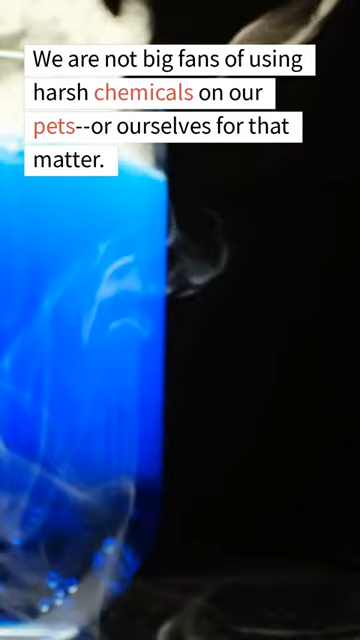 We are not big fans of using
harsh chemicals on our
pets--or ourselves for that
matter.